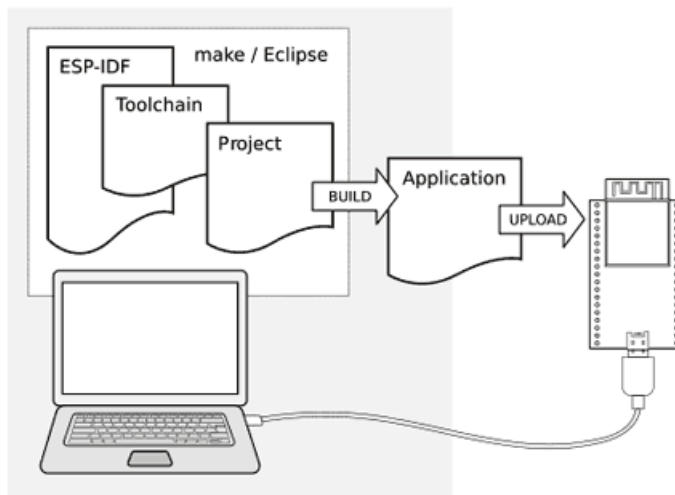 ESP-IDF
make / Eclipse
Toolchain
Project
BUILD
Application
UPLOAD